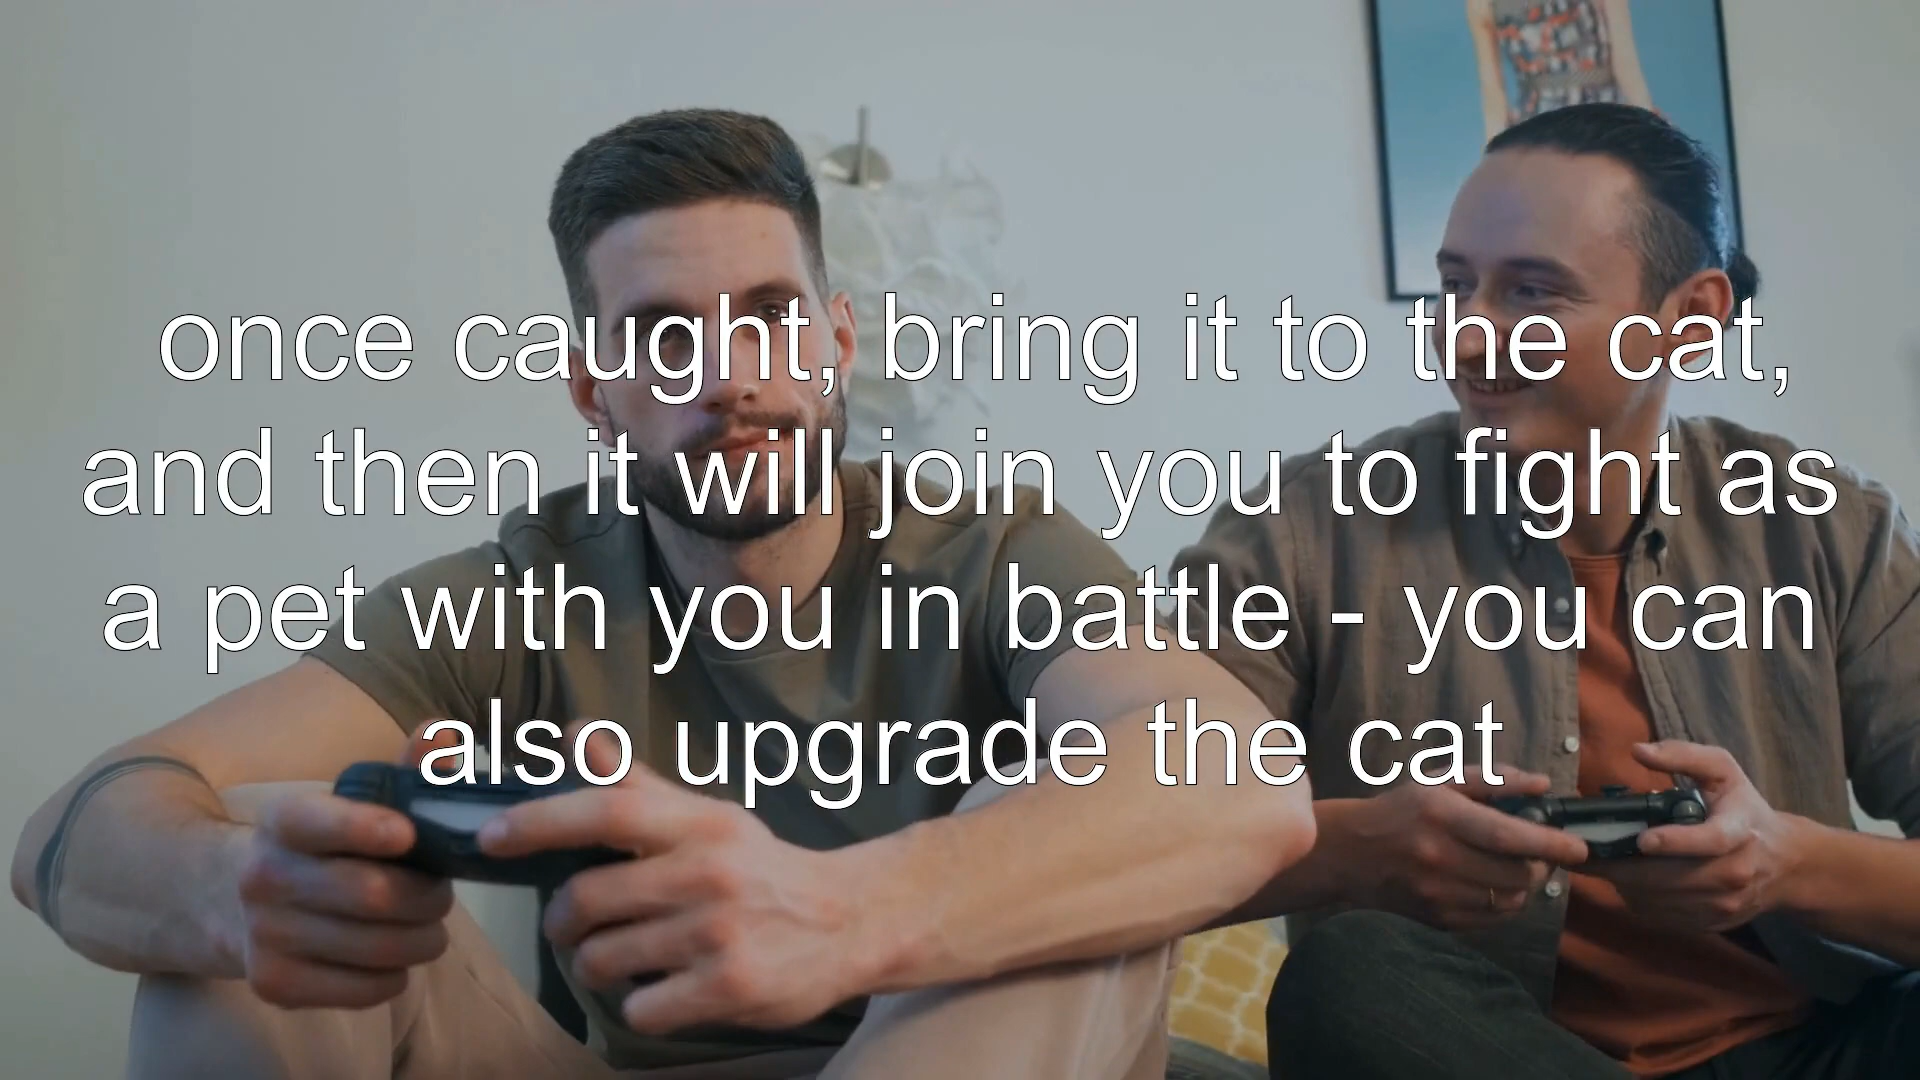 once caught, bring it to the cat,
and then it will join you to fight as
a pet with you in battle - you can
also upgrade the cat